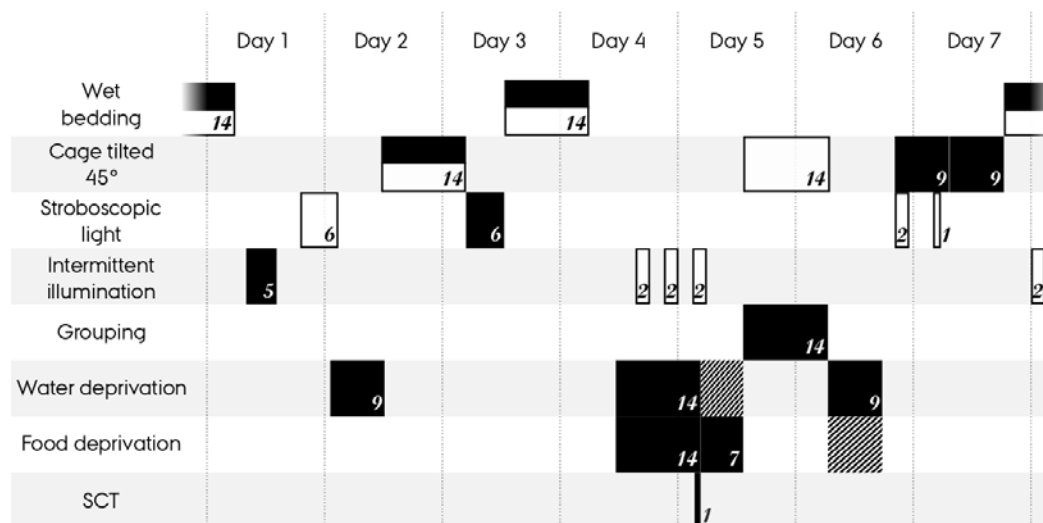 Day 1 Day 2 Day 3 Day 4 Day 5 Day 6 Day 7
Wet
bedding
14 14
Cage tilted
45°
14 14 9 9
Stroboscopic
light
6 6 2 1
Intermittent
illumination
5 2 2 2 2
Grouping
14
Water deprivation
9 14 9
Food deprivation
14 7
SCT
1